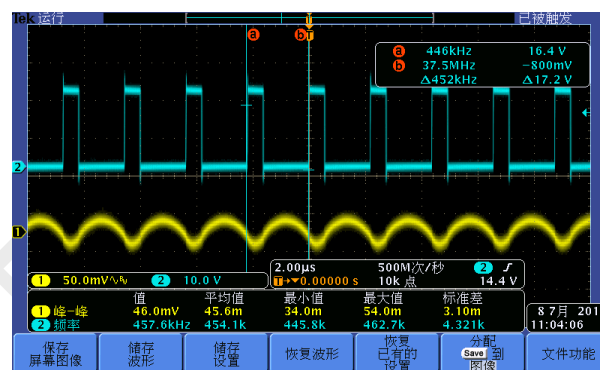 Tek 运行
已被触发
a b T
a 446kHz 16.4 V
b 37.5MHz −800mV
Δ452kHz Δ17.2 V
2
1
1 50.0mV 2 10.0 V
2.00µs 500M次/秒 2
T→▼0.00000 s 10k 点 14.4 V
值 平均值 最小值 最大值 标准差
1 峰−峰 46.0mV 45.6m 34.0m 54.0m 3.10m
2 频率 457.6kHz 454.1k 445.8k 462.7k 4.321k
8 7月 201
11:04:06
保存
屏幕图像
储存
波形
储存
设置
恢复波形
恢复
已有的
设置
分配
Save 到
图像
文件功能